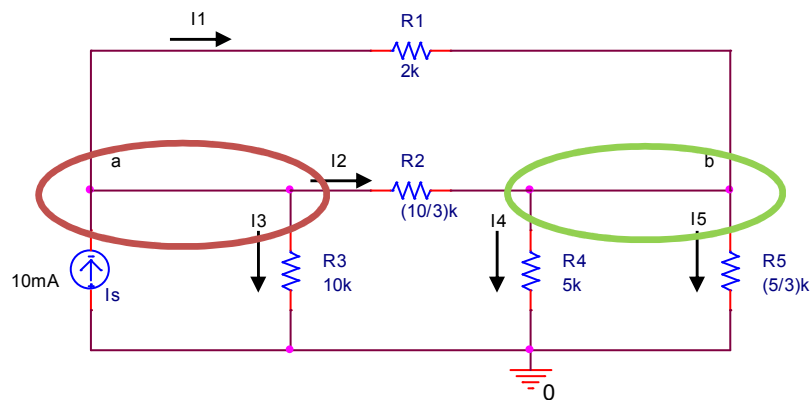 I1
R1
2k
a
I2
R2
(10/3)k
b
I3
R3
10k
I4
R4
5k
I5
R5
(5/3)k
10mA
Is
0